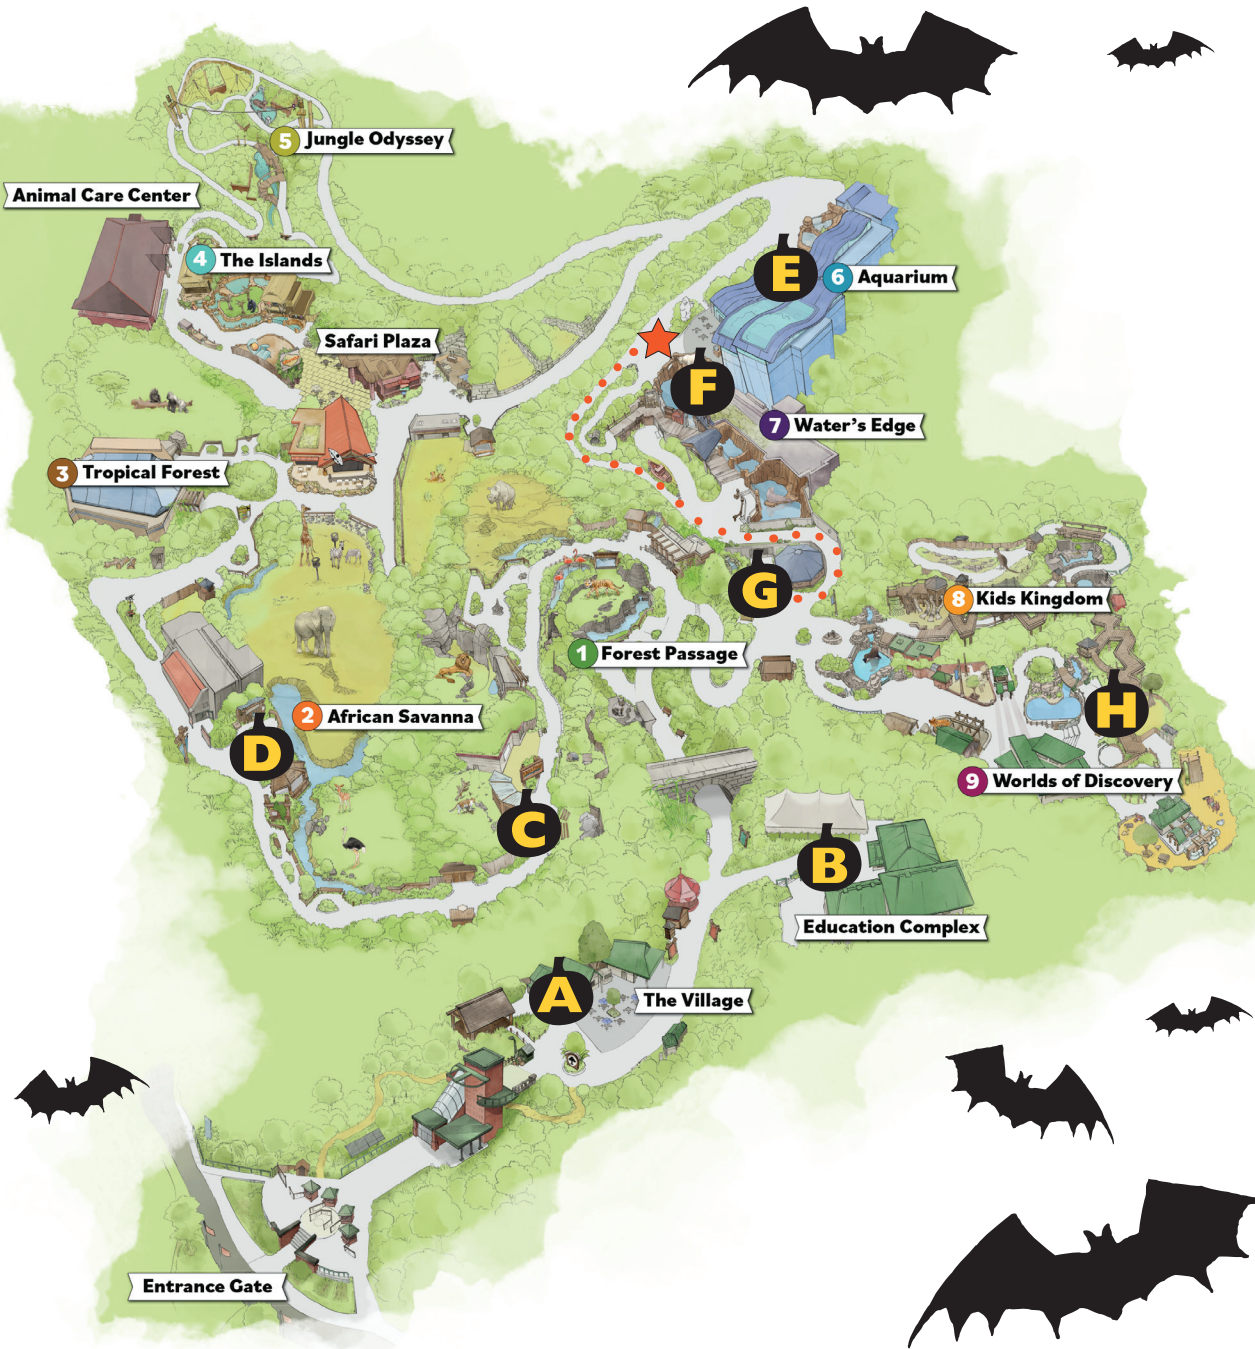 5 Jungle Odyssey
Animal Care Center
4 The Islands
E
6 Aquarium
Safari Plaza
F
7 Water's Edge
3 Tropical Forest
G
8 Kids Kingdom
1 Forest Passage
H
2 African Savanna
D
9 Worlds of Discovery
C
B
Education Complex
A
The Village
Entrance Gate